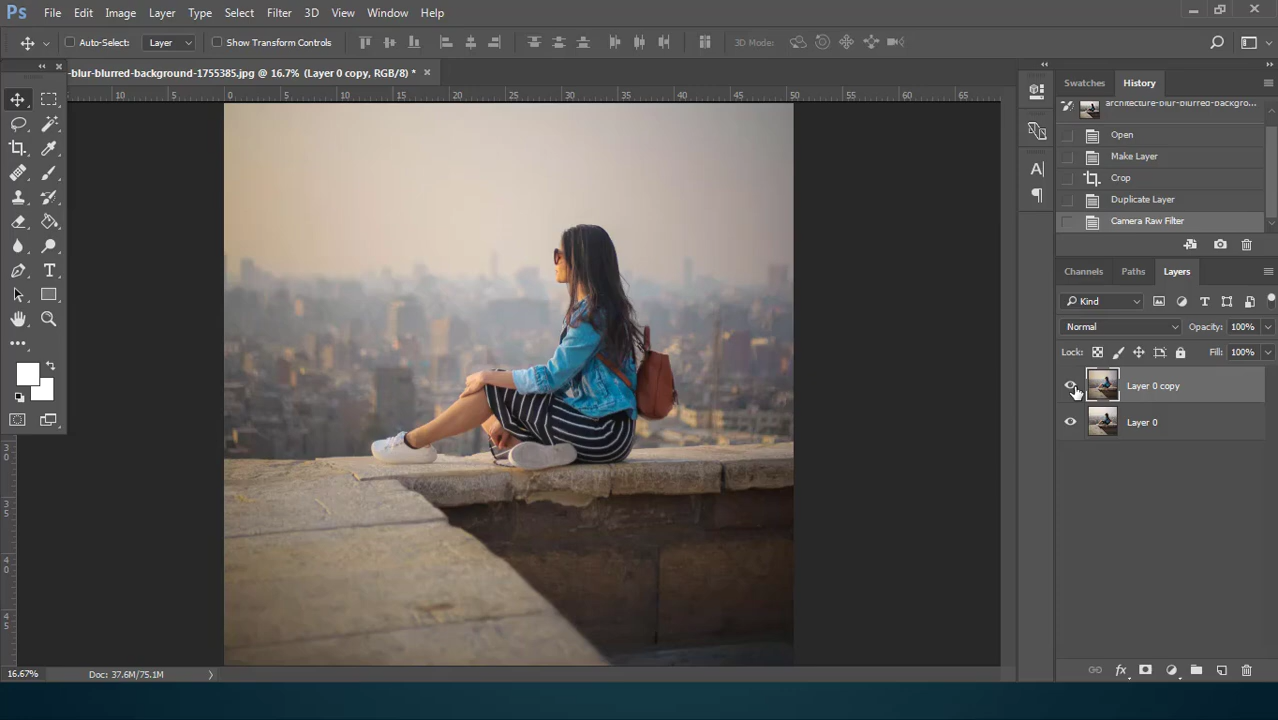 Ps File Edit Image Layer Type Select Filter 3D View Window Help
Auto-Select: Layer Show Transform Controls 3D Mode:
-blur-blurred-background-1755385.jpg @ 16.7% (Layer 0 copy, RGB/8) *
10 5 0 5 10 15 20 25 30 35 40 45 50 55 60 65
Swatches History
architecture-blur-blurred-backgro...
Open
Make Layer
Crop
Duplicate Layer
Camera Raw Filter
Channels Paths Layers
Kind
Normal Opacity: 100%
Lock: Fill: 100%
Layer 0 copy
Layer 0
30
35
40
45
16.67% Doc: 37.6M/75.1M